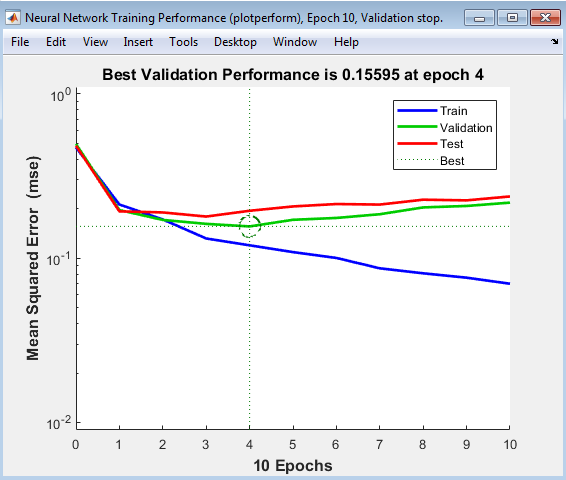 Neural Network Training Performance (plotperform), Epoch 10, Validation stop.
File Edit View Insert Tools Desktop Window Help
Best Validation Performance is 0.15595 at epoch 4
Mean Squared Error (mse)
10^0
10^-1
10^-2
Train
Validation
Test
Best
0 1 2 3 4 5 6 7 8 9 10
10 Epochs